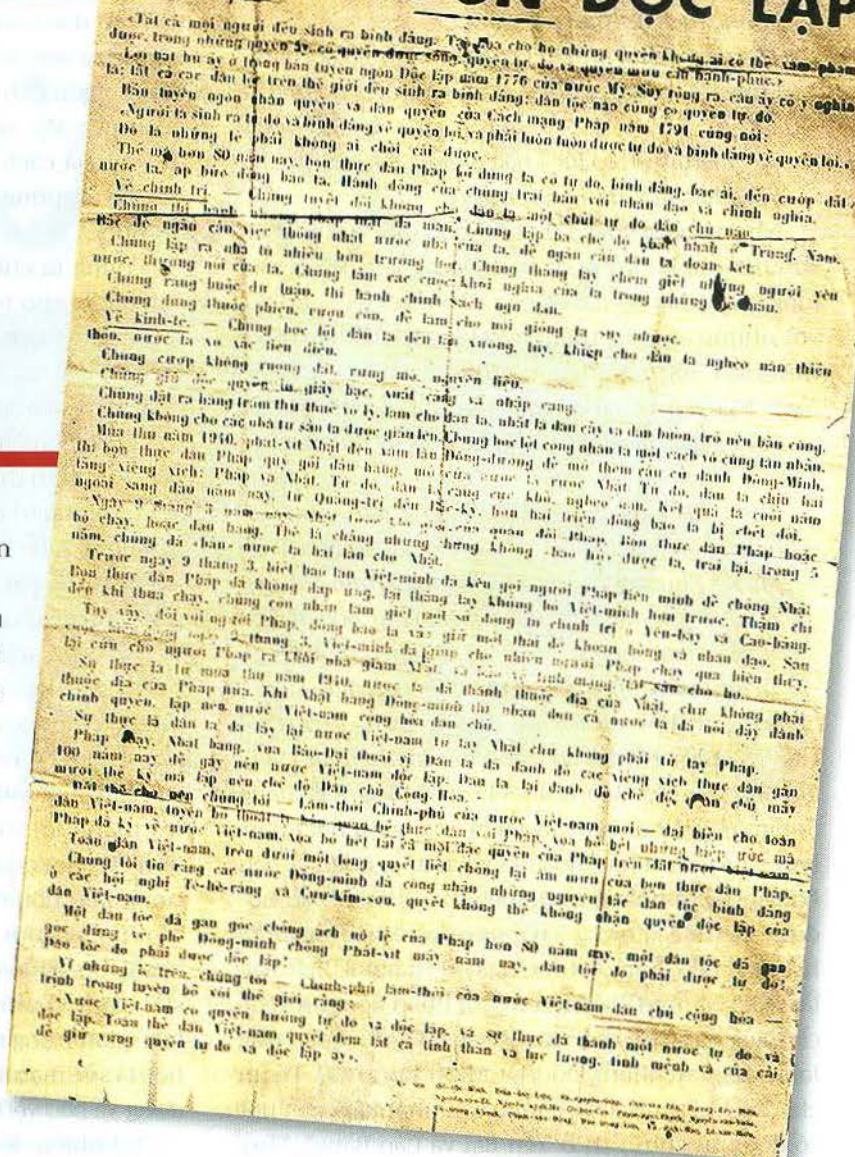 ÔN ĐỘC LẬP
«Tất cả mọi người đều sinh ra bình đẳng. Tạo hóa cho họ những quyền không ai có thể xâm phạm
được, trong những quyền ấy, có quyền được sống, quyền tự do và quyền mưu cầu hạnh-phúc.»
Lời bất hủ ấy ở trong bản tuyên ngôn Độc lập năm 1776 của nước Mỹ. Suy rộng ra, câu ấy có ý nghĩa
là: tất cả các dân tộc trên thế giới đều sinh ra bình đẳng; dân tộc nào cũng có quyền tự do.
Bản tuyên ngôn nhân quyền và dân quyền của Cách mạng Pháp năm 1791 cũng nói:
«Người ta sinh ra tự do và bình đẳng về quyền lợi, và phải luôn luôn được tự do và bình đẳng về quyền lợi.»
Đó là những lẽ phải không ai chối cãi được.
Thế mà hơn 80 năm nay, bọn thực dân Pháp lợi dụng lá cờ tự do, bình đẳng, bác ái, đến cướp đất
nước ta, áp bức đồng bào ta. Hành động của chúng trái hẳn với nhân đạo và chính nghĩa.
Về chính trị. — Chúng tuyệt đối không cho dân ta một chút tự do dân chủ nào.
Chúng thi hành những pháp luật dã man. Chúng lập ba chế độ khác nhau ở Trung, Nam,
Bắc để ngăn cản việc thống nhất nước nhà của ta, để ngăn cản dân ta đoàn kết.
Chúng lập ra nhà tù nhiều hơn trường học. Chúng thẳng tay chém giết những người yêu
nước, thương nòi của ta. Chúng tắm các cuộc khởi nghĩa của ta trong những bể máu.
Chúng ràng buộc dư luận, thi hành chính sách ngu dân.
Chúng dùng thuốc phiện, rượu cồn, để làm cho nòi giống ta suy nhược.
Về kinh-tế. — Chúng bóc lột dân ta đến tận xương, tủy, khiến cho dân ta nghèo nàn thiếu
thốn, nước ta xơ xác tiêu điều.
Chúng cướp không ruộng đất, rừng mỏ, nguyên liệu.
Chúng giữ độc quyền in giấy bạc, xuất cảng và nhập cảng.
Chúng đặt ra hàng trăm thứ thuế vô lý, làm cho dân ta, nhất là dân cày và dân buôn, trở nên bần cùng.
Chúng không cho các nhà tư sản ta được giàu lên. Chúng bóc lột công nhân ta một cách vô cùng tàn nhẫn.
Mùa thu năm 1940, phát-xít Nhật đến xâm lăn Đông-dương để mở thêm căn cứ đánh Đồng-Minh,
thì bọn thực dân Pháp quỳ gối đầu hàng, mở cửa nước ta rước Nhật. Từ đó, dân ta chịu hai
tầng xiềng xích: Pháp và Nhật. Từ đó, dân ta càng cực khổ, nghèo nàn. Kết quả là cuối năm
ngoái sang đầu năm nay, từ Quảng-trị đến Bắc-kỳ, hơn hai triệu đồng bào ta bị chết đói.
Ngày 9 tháng 3 năm nay, Nhật tước khí giới của quân đội Pháp. Bọn thực dân Pháp hoặc
bỏ chạy, hoặc đầu hàng. Thế là chẳng những chúng không «bảo hộ» được ta, trái lại, trong 5
năm, chúng đã «bán» nước ta hai lần cho Nhật.
Trước ngày 9 tháng 3, biết bao lần Việt-minh đã kêu gọi người Pháp liên minh để chống Nhật.
Bọn thực dân Pháp đã không đáp ứng, lại thẳng tay khủng bố Việt-minh hơn trước. Thậm chí
đến khi thua chạy, chúng còn nhẫn tâm giết một số đông tù chính trị ở Yên-báy và Cao-bằng.
Tuy vậy, đối với người Pháp, đồng bào ta vẫn giữ một thái độ khoan hồng và nhân đạo. Sau
cuộc biến động ngày 9 tháng 3, Việt-minh đã giúp cho nhiều người Pháp chạy qua biên thùy,
lại cứu cho người Pháp ra khỏi nhà giam Nhật, và bảo vệ tính mạng, tài sản cho họ.
Sự thực là từ mùa thu năm 1940, nước ta đã thành thuộc địa của Nhật, chứ không phải
thuộc địa của Pháp nữa. Khi Nhật hàng Đồng-minh thì nhân dân cả nước ta đã nổi dậy dành
chính quyền, lập nên nước Việt-nam cộng hòa dân chủ.
Sự thực là dân ta đã lấy lại nước Việt-nam từ tay Nhật chứ không phải từ tay Pháp.
Pháp chạy, Nhật hàng, vua Bảo-Đại thoái vị. Dân ta đã đánh đổ các xiềng xích thực dân gần
100 năm nay để gây nên nước Việt-nam độc lập. Dân ta lại đánh đổ chế độ quân chủ mấy
mươi thế kỷ mà lập nên chế độ Dân chủ Cộng Hòa. -
Bởi thế cho nên chúng tôi — Lâm-thời Chính-phủ của nước Việt-nam mới — đại biểu cho toàn
dân Việt-nam, tuyên bố thoát ly hẳn quan hệ thực dân với Pháp, xóa bỏ hết những hiệp ước mà
Pháp đã ký về nước Việt-nam, xóa bỏ hết tất cả mọi đặc quyền của Pháp trên đất nước Việt-nam.
Toàn dân Việt-nam, trên dưới một lòng quyết liệt chống lại âm mưu của bọn thực dân Pháp.
Chúng tôi tin rằng các nước Đồng-minh đã công nhận những nguyên tắc dân tộc bình đẳng
ở các hội nghị Tê-hê-răng và Cựu-kim-sơn, quyết không thể không nhận quyền độc lập của
dân Việt-nam.
Một dân tộc đã gan góc chống ách nô lệ của Pháp hơn 80 năm nay, một dân tộc đã gan
góc đứng về phe Đồng-minh chống Phát-xít mấy năm nay, dân tộc đó phải được tự do;
Dân tộc đó phải được độc lập!
Vì những lẽ trên, chúng tôi — Chính-phủ lâm-thời của nước Việt-nam dân chủ cộng hòa —
trịnh trọng tuyên bố với thế giới rằng:
«Nước Việt-nam có quyền hưởng tự do và độc lập, và sự thực đã thành một nước tự do và
độc lập. Toàn thể dân Việt-nam quyết đem tất cả tinh thần và lực lượng, tính mệnh và của cải
để giữ vững quyền tự do và độc lập ấy».